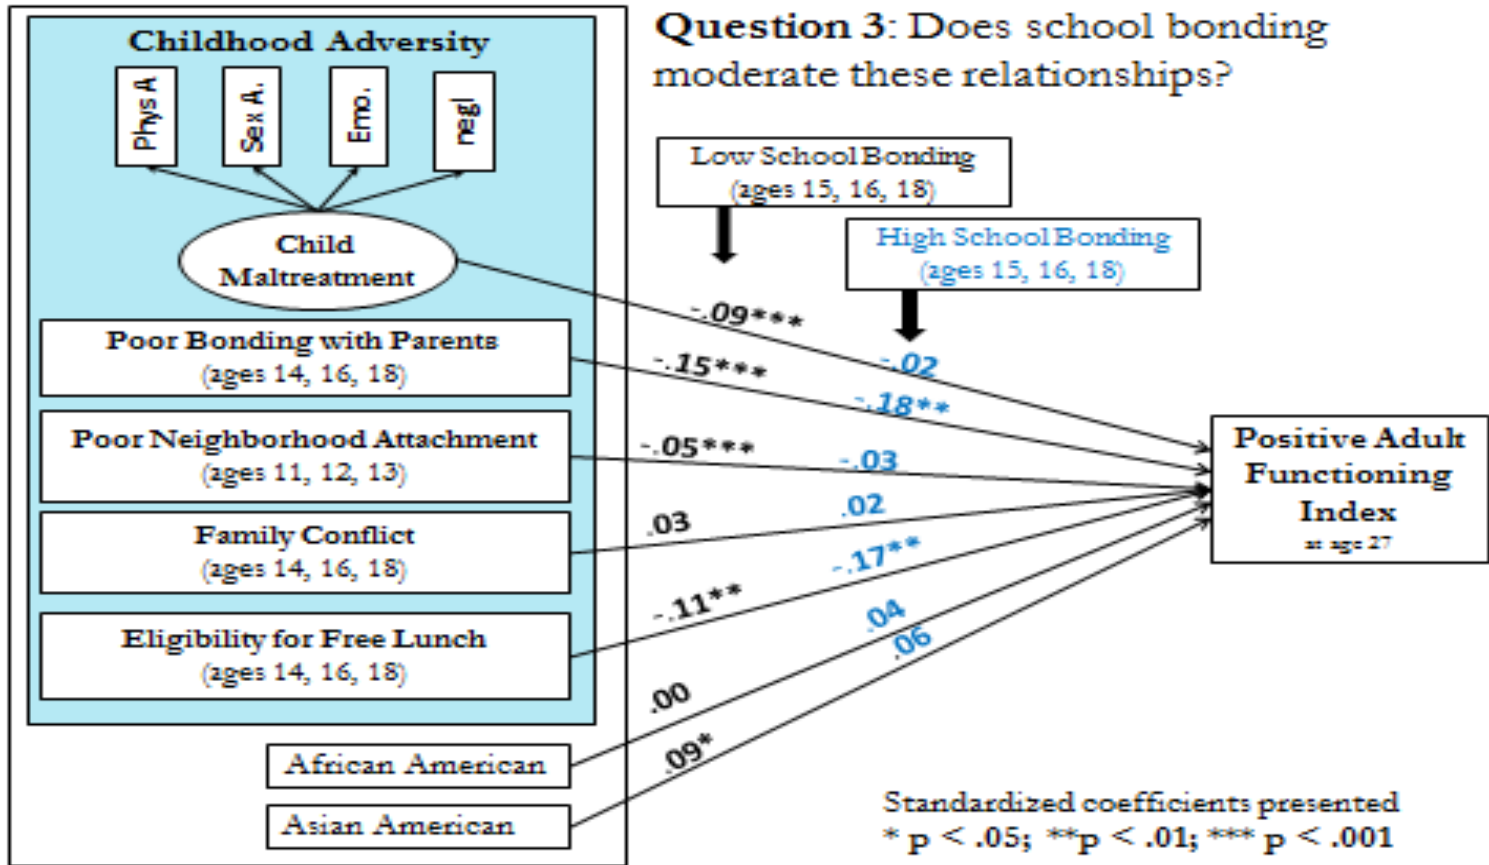 Childhood Adversity
Phys A
Sex A.
Emo.
negl
Child
Maltreatment
Poor Bonding with Parents
(ages 14, 16, 18)
Poor Neighborhood Attachment
(ages 11, 12, 13)
Family Conflict
(ages 14, 16, 18)
Eligibility for Free Lunch
(ages 14, 16, 18)
African American
Asian American
Question 3: Does school bonding
moderate these relationships?
Low School Bonding
(ages 15, 16, 18)
High School Bonding
(ages 15, 16, 18)
-.09***
-.02
-.15***
-.18**
-.05***
-.03
.03
.02
-.11**
-.17**
.00
.04
.09*
.06
Positive Adult
Functioning
Index
at age 27
Standardized coefficients presented
* p < .05; **p < .01; *** p < .001